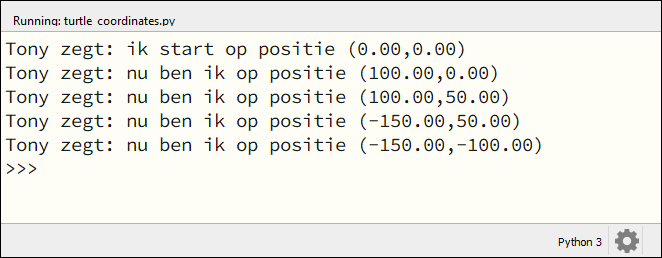 Running: turtle_coordinates.py
Tony zegt: ik start op positie (0.00,0.00)
Tony zegt: nu ben ik op positie (100.00,0.00)
Tony zegt: nu ben ik op positie (100.00,50.00)
Tony zegt: nu ben ik op positie (-150.00,50.00)
Tony zegt: nu ben ik op positie (-150.00,-100.00)
>>>
Python 3